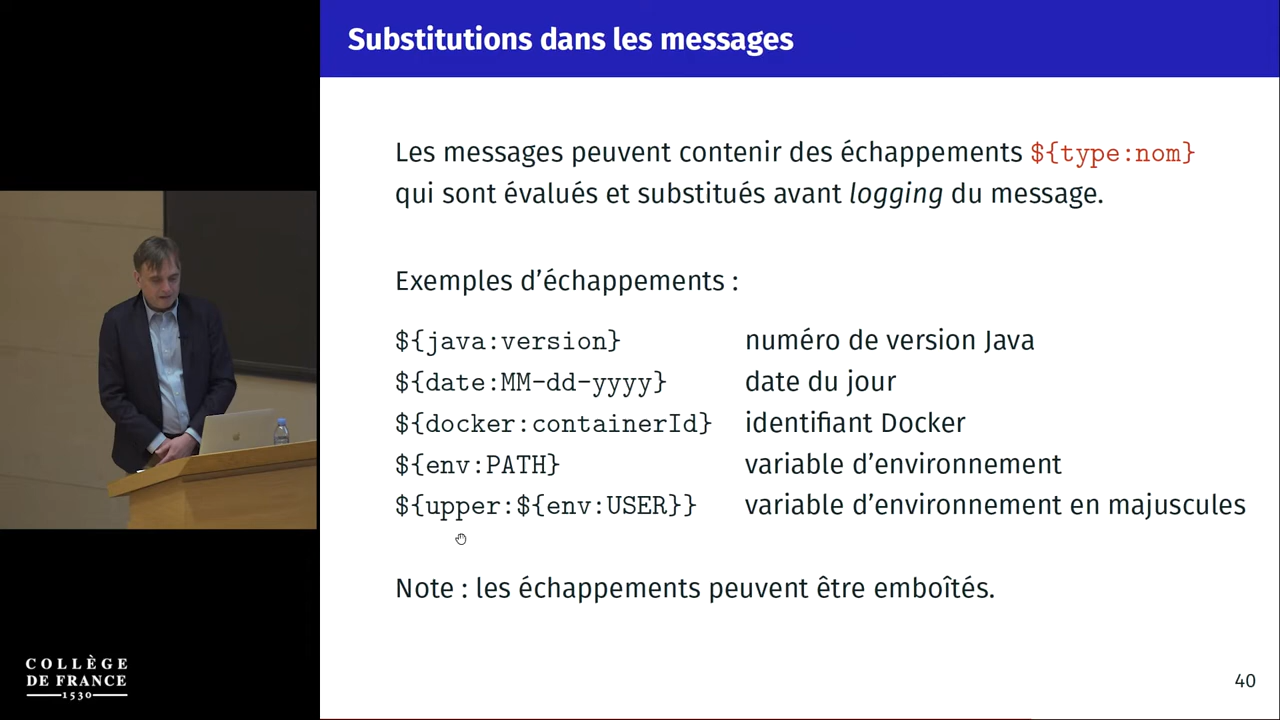 Substitutions dans les messages
Les messages peuvent contenir des échappements ${type:nom}
qui sont évalués et substitués avant logging du message.
Exemples d'échappements :
${java:version} numéro de version Java
${date:MM-dd-yyyy} date du jour
${docker:containerId} identifiant Docker
${env:PATH} variable d'environnement
${upper:${env:USER}} variable d'environnement en majuscules
Note : les échappements peuvent être emboîtés.
COLLÈGE
DE FRANCE
1530
40